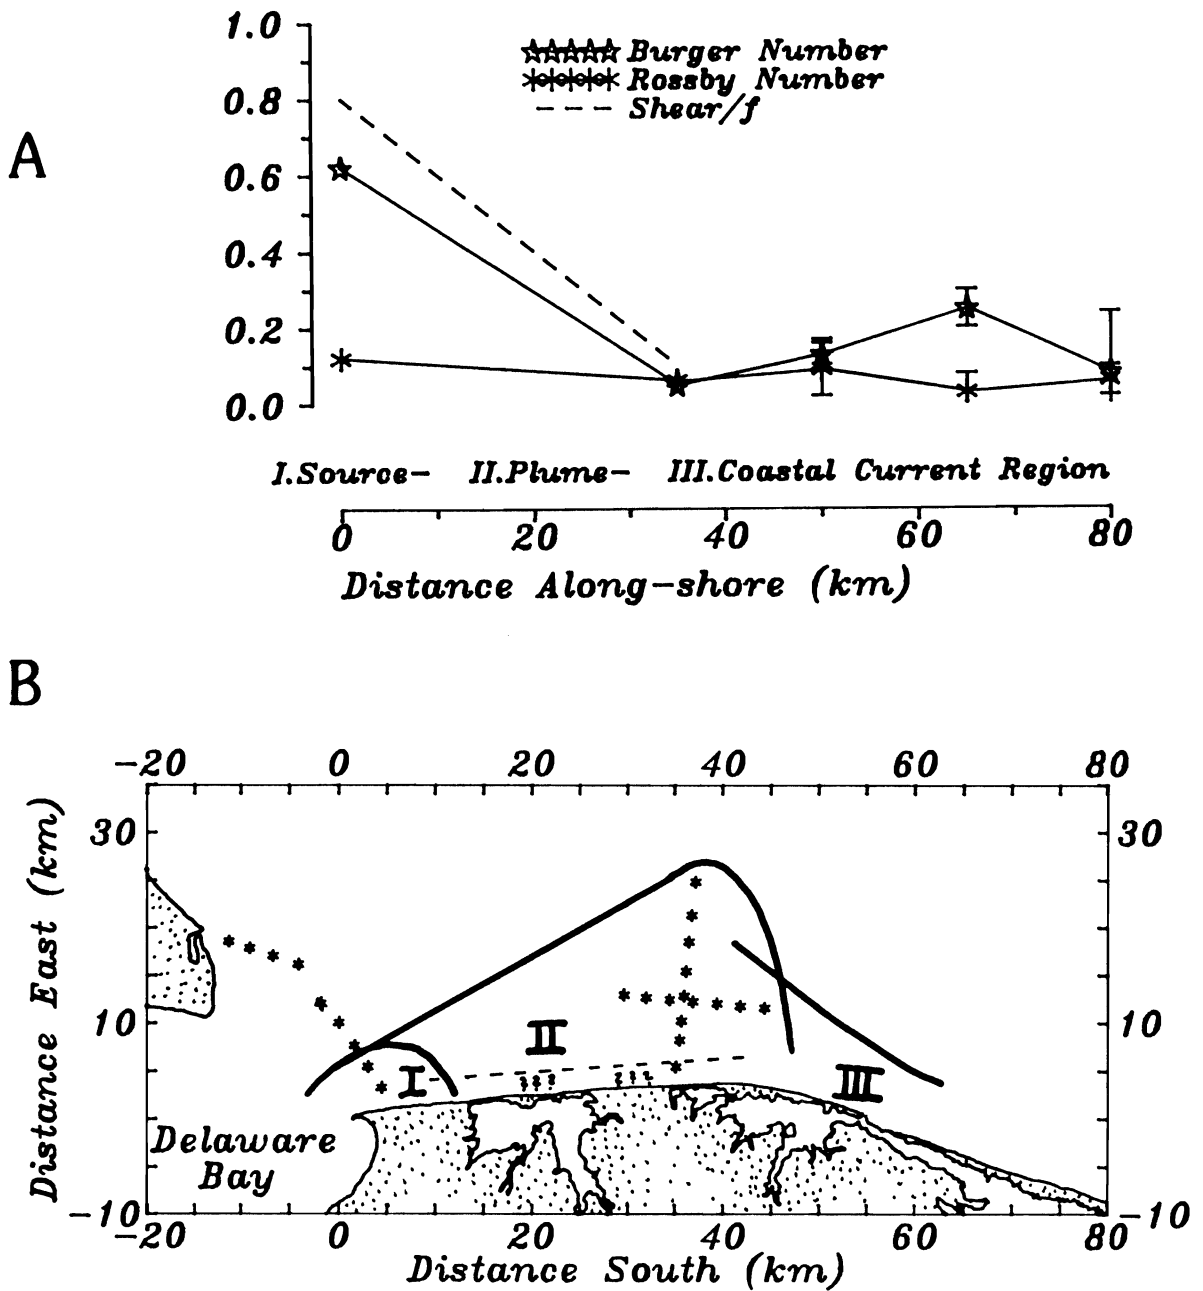 A
1.0
0.8
0.6
0.4
0.2
0.0
Burger Number
Rossby Number
Shear/f
I.Source- II.Plume- III.Coastal Current Region
0 20 40 60 80
Distance Along-shore (km)
B
-20 0 20 40 60 80
30 30
10 10
-10 -10
Distance East (km)
II
I
III
? ? ? ? ? ? ?
Delaware
Bay
-20 0 20 40 60 80
Distance South (km)